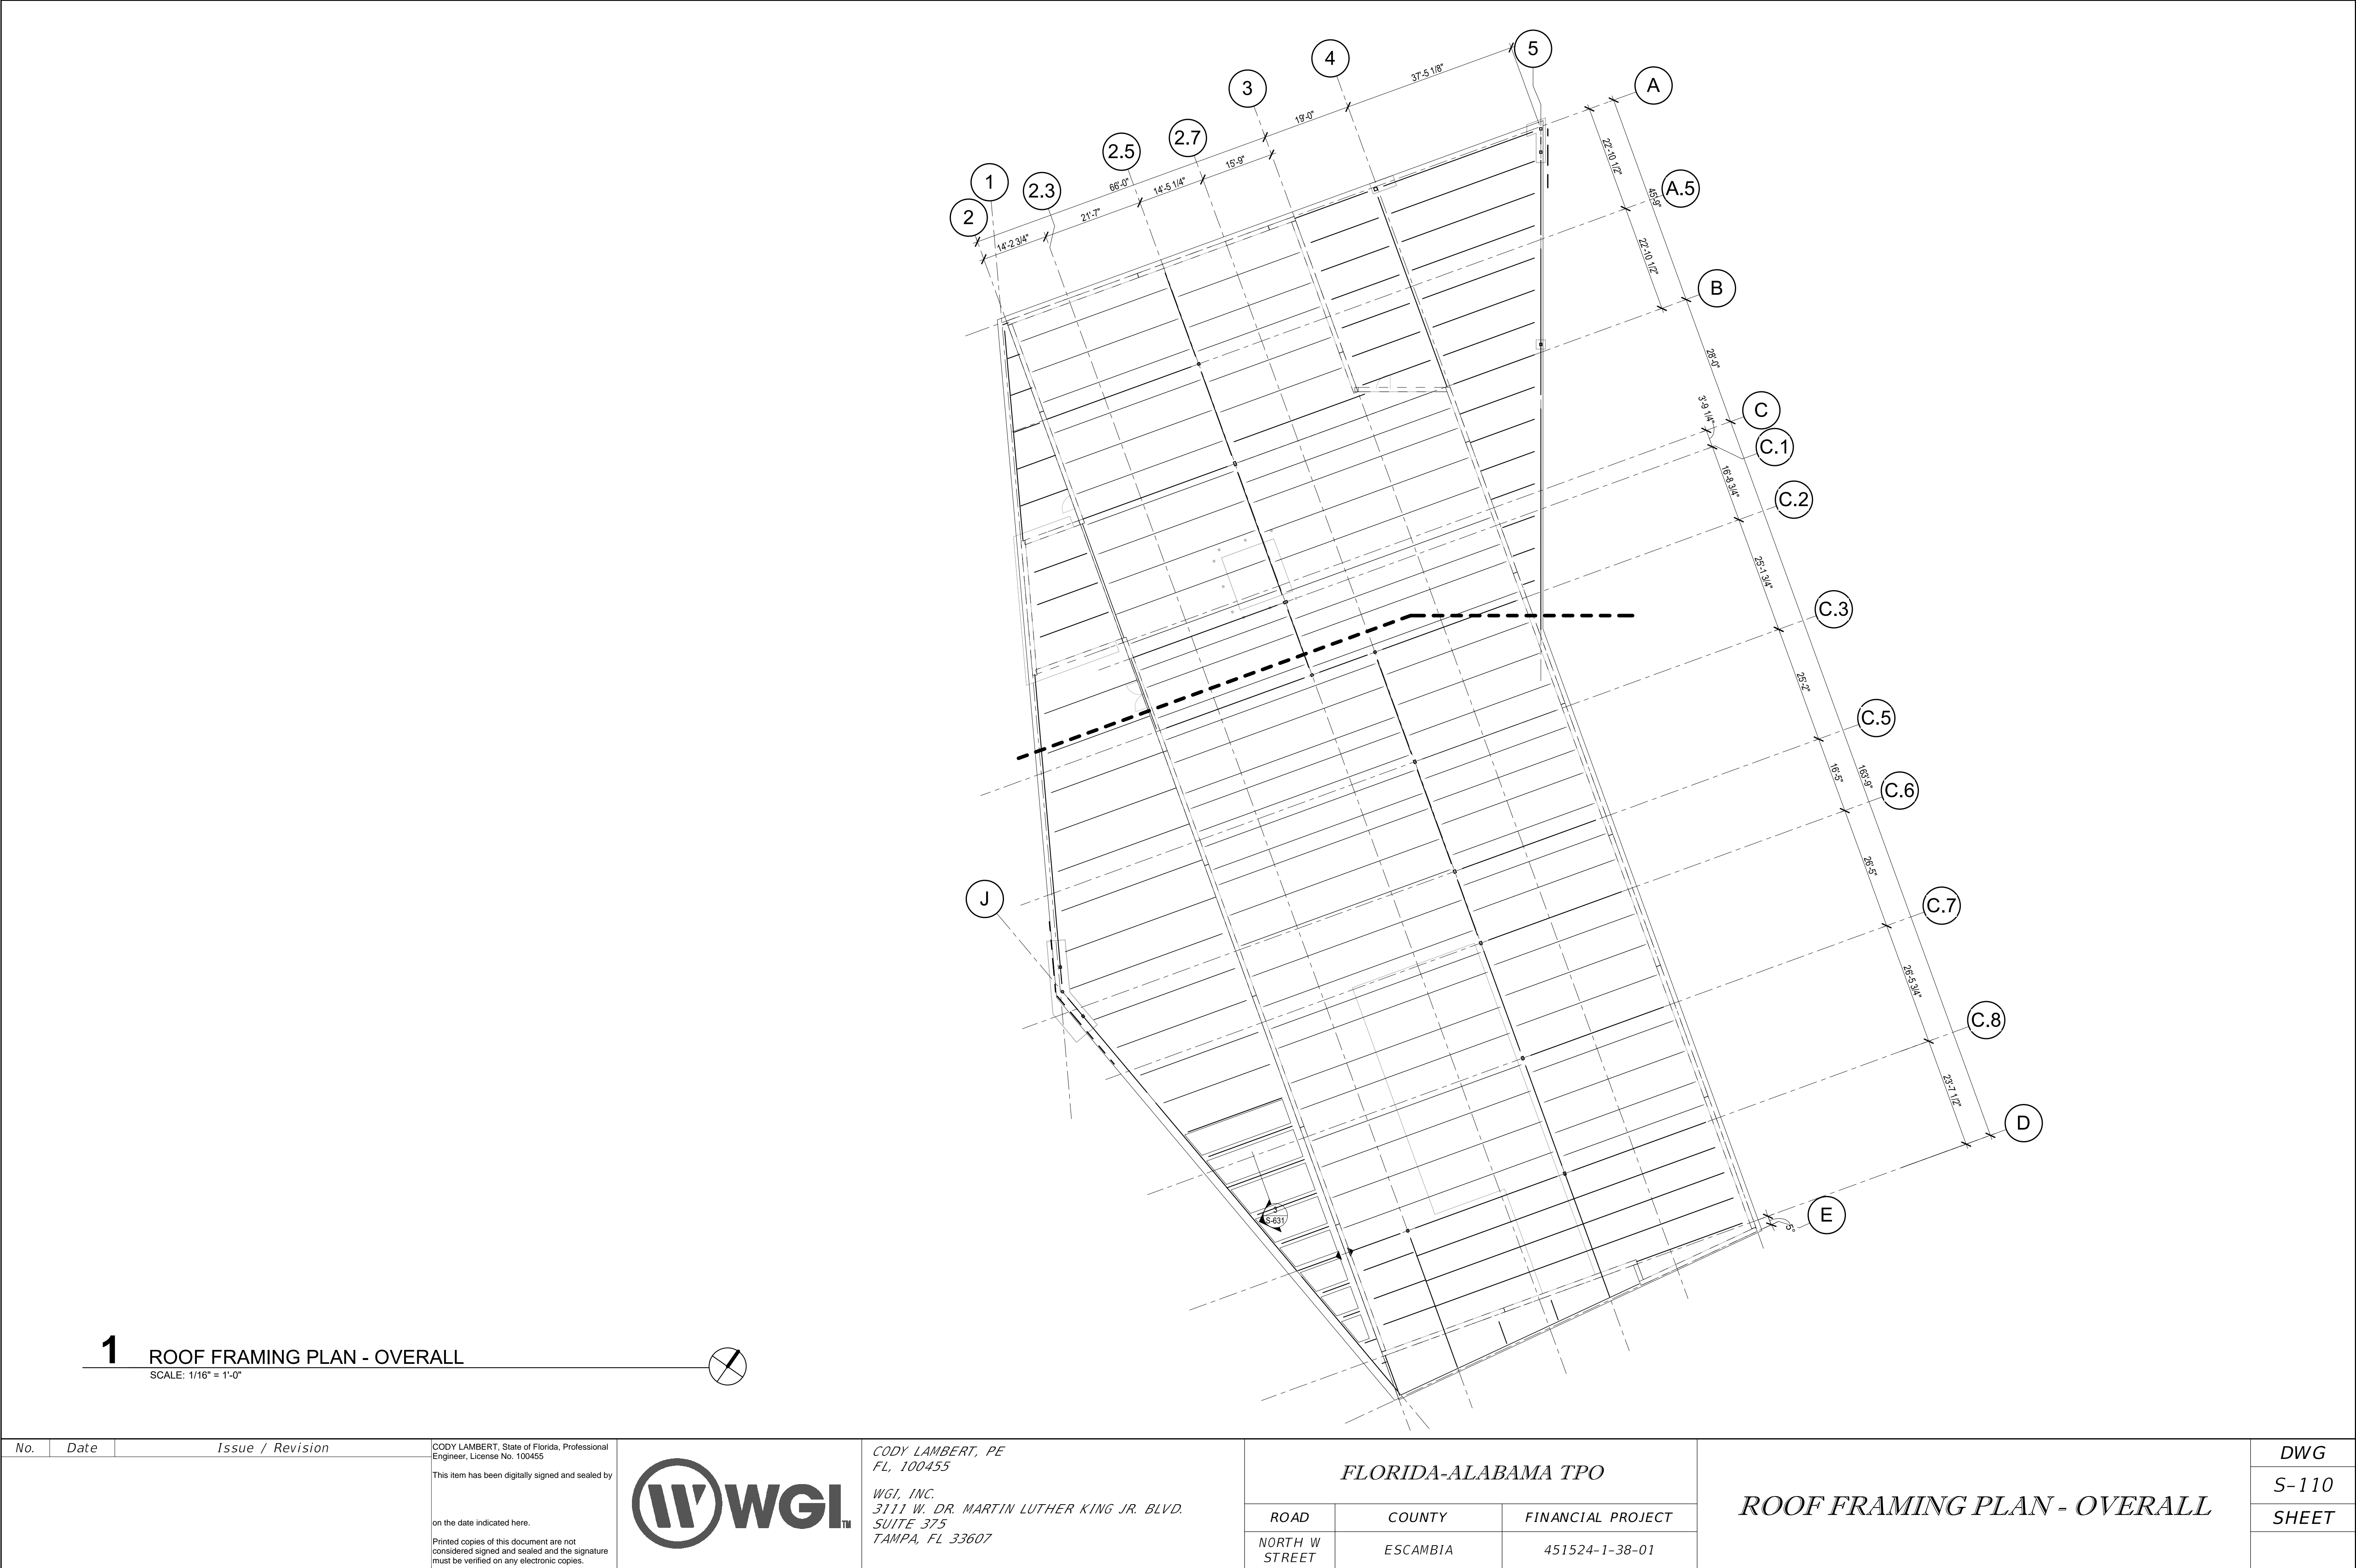 5
4
37'-5 1/8"
A
3
19'-0"
2.7
2.5
15'-9"
22'-10 1/2"
1
2.3
66'-0"
14'-5 1/4"
A.5
45'-9"
2
21'-7"
14'-2 3/4"
22'-10 1/2"
B
28'-0"
3'-9 1/4"
C
C.1
16'-8 3/4"
C.2
25'-1 3/4"
C.3
25'-2"
C.5
16'-5"
163'-9"
C.6
26'-5"
J
C.7
26'-5 3/4"
C.8
23'-7 1/2"
D
3
S-631
E
5"
1
ROOF FRAMING PLAN - OVERALL
SCALE: 1/16" = 1'-0"
No.
Date
Issue / Revision
CODY LAMBERT, State of Florida, Professional
Engineer, License No. 100455
This item has been digitally signed and sealed by
on the date indicated here.
Printed copies of this document are not
considered signed and sealed and the signature
must be verified on any electronic copies.
WGI
TM
CODY LAMBERT, PE
FL, 100455
WGI, INC.
3111 W. DR. MARTIN LUTHER KING JR. BLVD.
SUITE 375
TAMPA, FL 33607
FLORIDA-ALABAMA TPO
ROAD
COUNTY
FINANCIAL PROJECT
NORTH W
STREET
ESCAMBIA
451524-1-38-01
ROOF FRAMING PLAN - OVERALL
DWG
S-110
SHEET